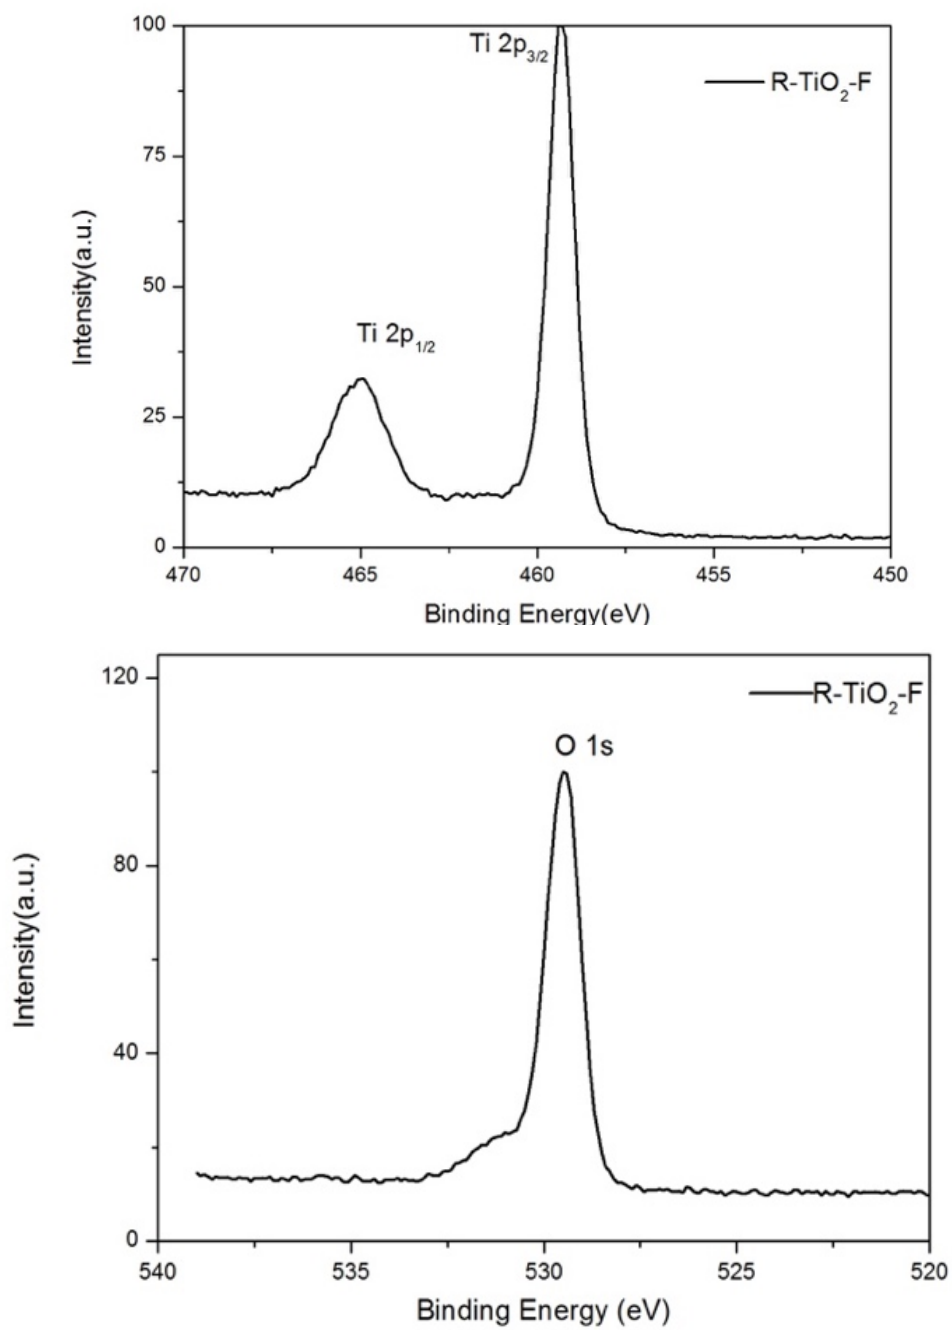 100
Ti 2p3/2
R-TiO2-F
75
Intensity(a.u.)
50
Ti 2p1/2
25
0
470 465 460 455 450
Binding Energy(eV)
120
R-TiO2-F
O 1s
80
Intensity(a.u.)
40
0
540 535 530 525 520
Binding Energy (eV)